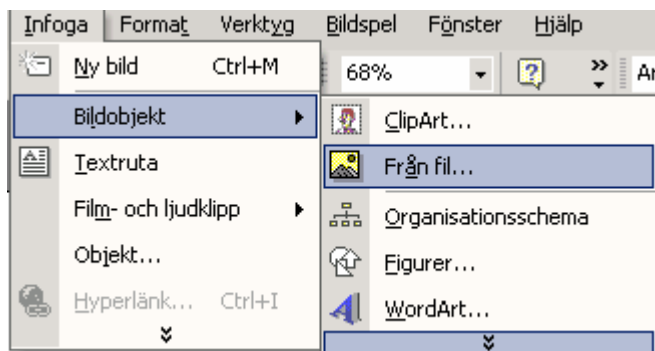 Infoga Format Verktyg Bildspel Fönster Hjälp
Ny bild Ctrl+M
68%
Bildobjekt
Textruta
Film- och ljudklipp
Objekt...
Hyperlänk... Ctrl+I
ClipArt...
Från fil...
Organisationsschema
Figurer...
WordArt...